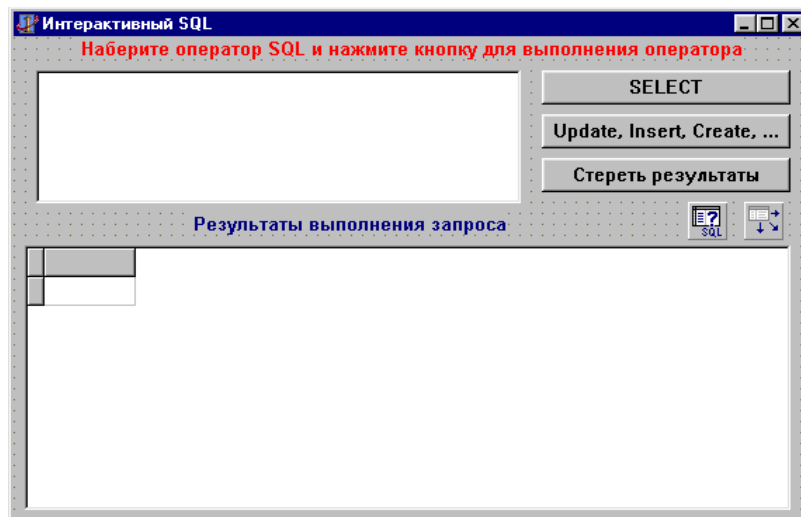 Интерактивный SQL
Наберите оператор SQL и нажмите кнопку для выполнения оператора
SELECT
Update, Insert, Create, ...
Стереть результаты
Результаты выполнения запроса
SQL